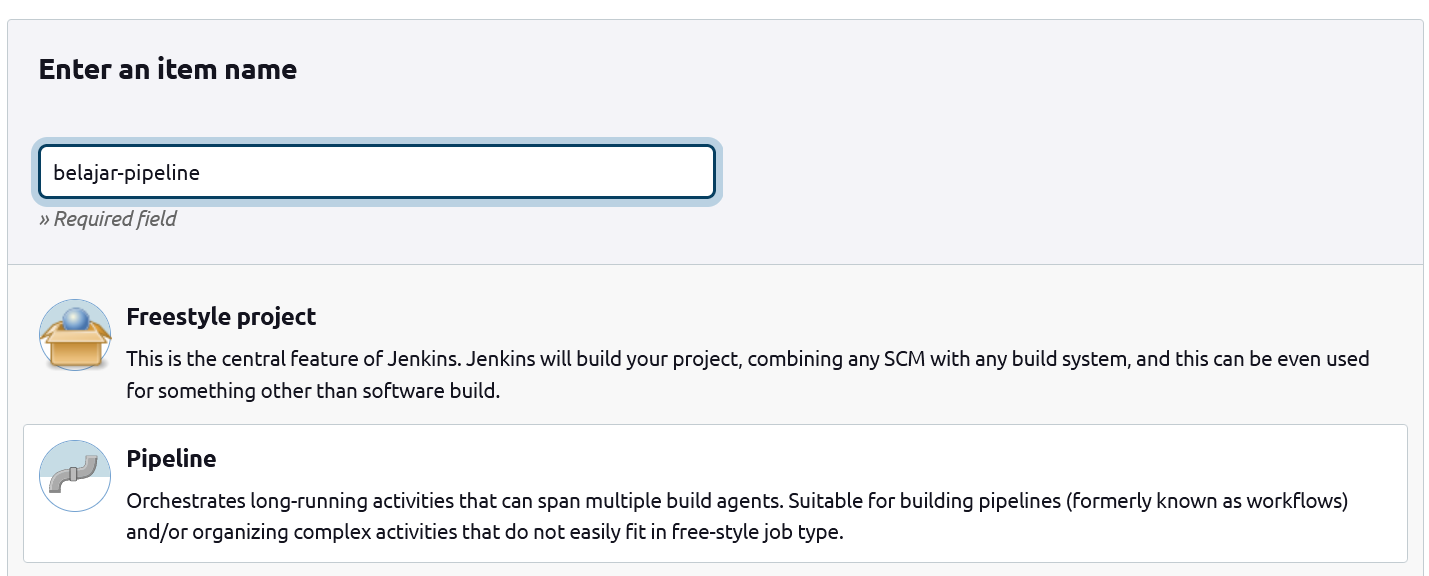 Enter an item name
belajar-pipeline
» Required field
Freestyle project
This is the central feature of Jenkins. Jenkins will build your project, combining any SCM with any build system, and this can be even used
for something other than software build.
Pipeline
Orchestrates long-running activities that can span multiple build agents. Suitable for building pipelines (formerly known as workflows)
and/or organizing complex activities that do not easily fit in free-style job type.